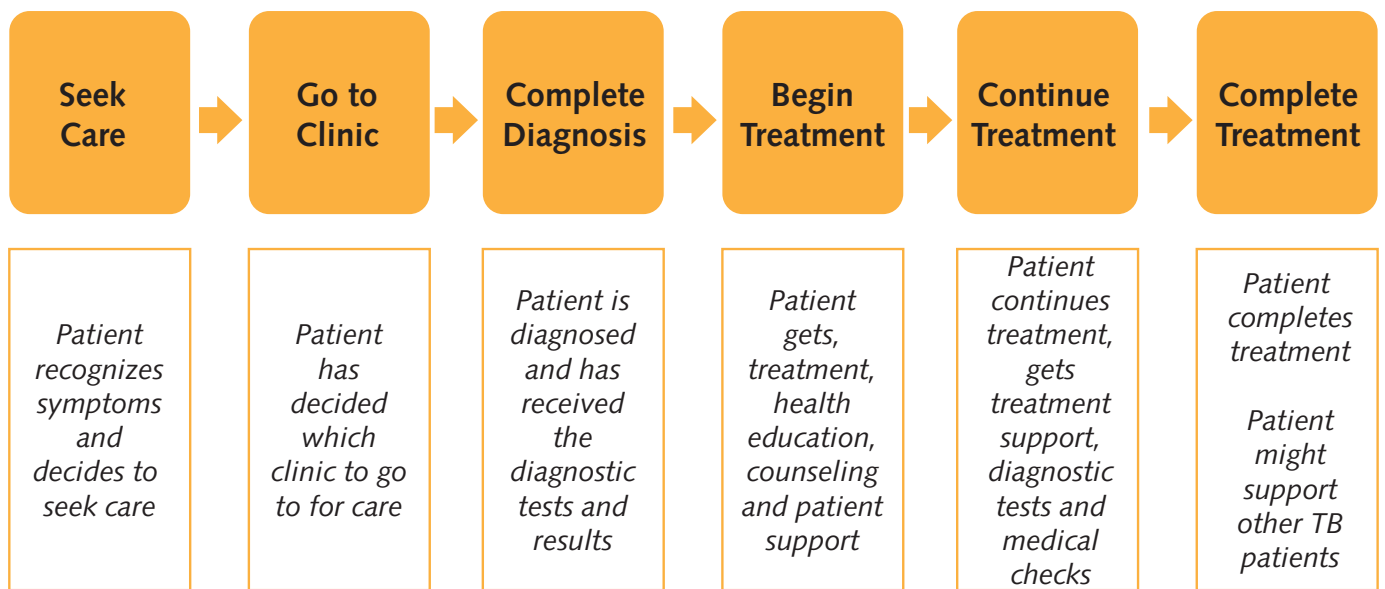 Seek
Care
Go to
Clinic
Complete
Diagnosis
Begin
Treatment
Continue
Treatment
Complete
Treatment
Patient
recognizes
symptoms
and
decides to
seek care
Patient
has
decided
which
clinic to go
to for care
Patient is
diagnosed
and has
received
the
diagnostic
tests and
results
Patient
gets,
treatment,
health
education,
counseling
and patient
support
Patient
continues
treatment,
gets
treatment
support,
diagnostic
tests and
medical
checks
Patient
completes
treatment
Patient
might
support
other TB
patients